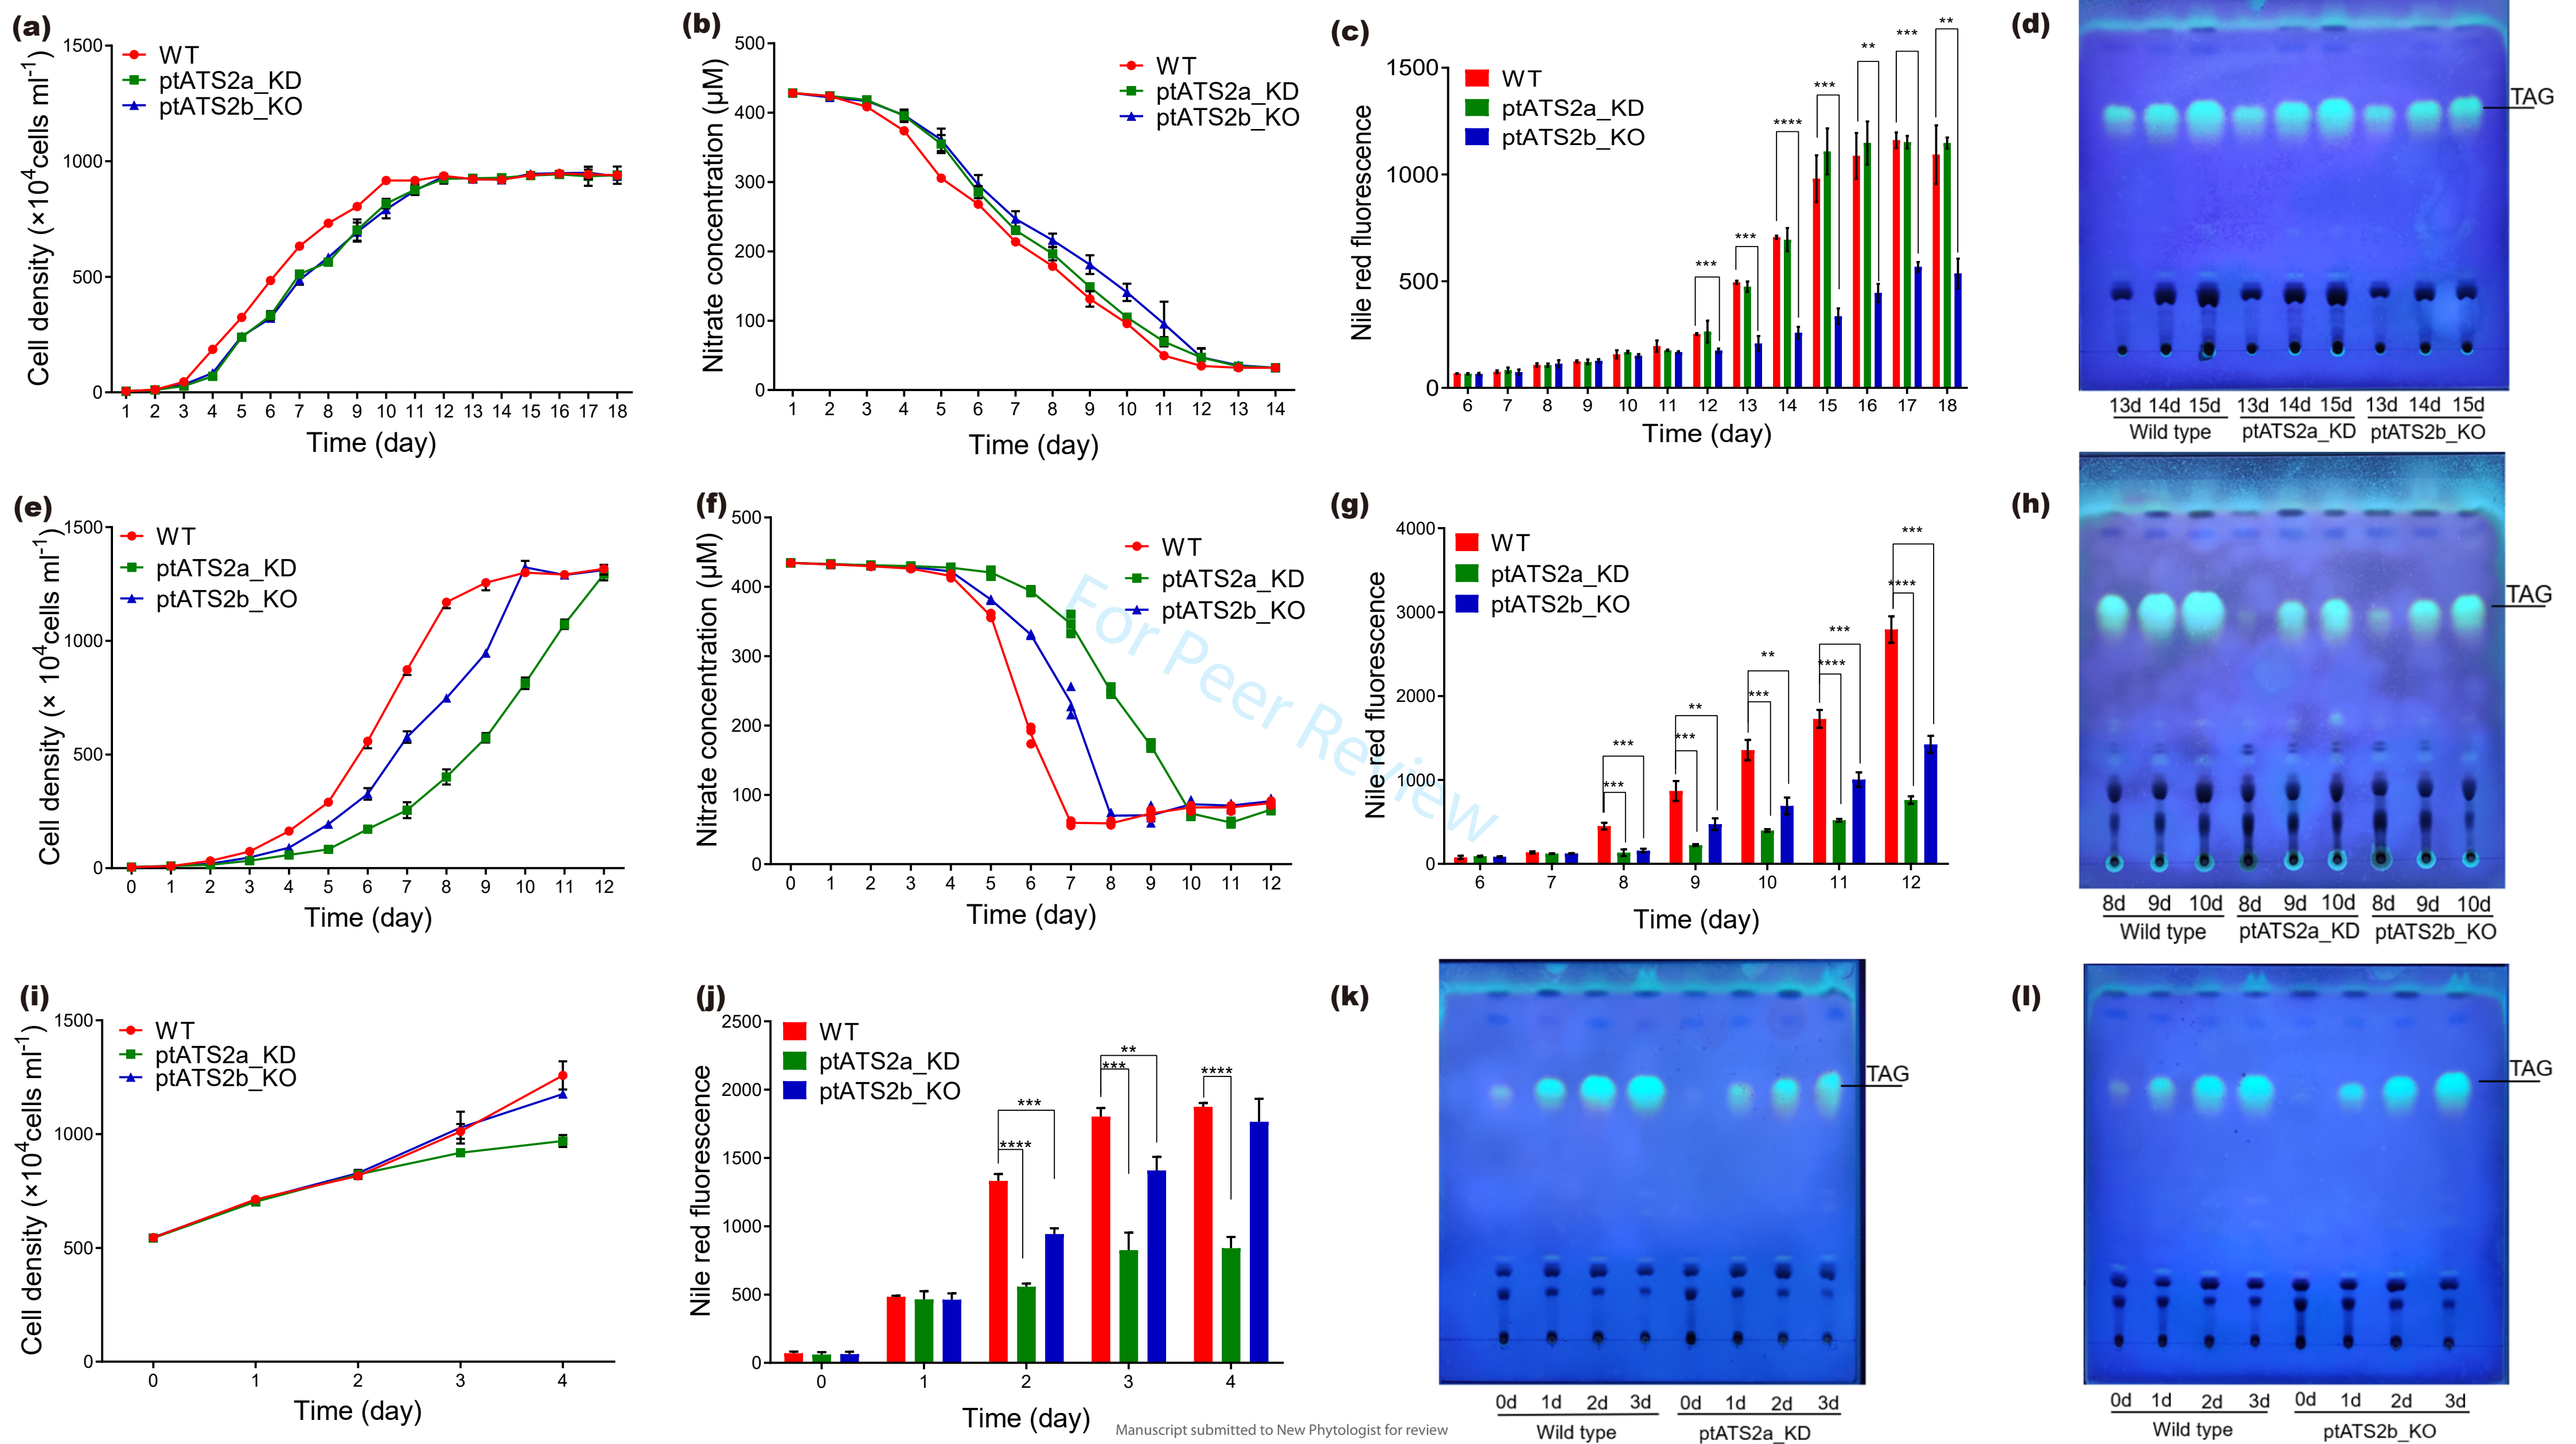 (a)
1500
1000
500
0
Cell density (×10⁴cells ml⁻¹)
WT
ptATS2a_KD
ptATS2b_KO
1 2 3 4 5 6 7 8 9 10 11 12 13 14 15 16 17 18
Time (day)
(b)
500
400
300
200
100
0
Nitrate concentration (μM)
WT
ptATS2a_KD
ptATS2b_KO
1 2 3 4 5 6 7 8 9 10 11 12 13 14
Time (day)
(c)
1500
1000
500
0
Nile red fluorescence
WT
ptATS2a_KD
ptATS2b_KO
*** *** **** *** ** *** **
6 7 8 9 10 11 12 13 14 15 16 17 18
Time (day)
(d)
TAG
13d 14d 15d 13d 14d 15d 13d 14d 15d
Wild type ptATS2a_KD ptATS2b_KO
(e)
1500
1000
500
0
Cell density (× 10⁴cells ml⁻¹)
WT
ptATS2a_KD
ptATS2b_KO
0 1 2 3 4 5 6 7 8 9 10 11 12
Time (day)
(f)
500
400
300
200
100
0
Nitrate concentration (μM)
WT
ptATS2a_KD
ptATS2b_KO
0 1 2 3 4 5 6 7 8 9 10 11 12
Time (day)
For Peer Review
(g)
4000
3000
2000
1000
0
Nile red fluorescence
WT
ptATS2a_KD
ptATS2b_KO
*** *** *** ** *** ** **** *** **** ***
6 7 8 9 10 11 12
Time (day)
(h)
TAG
8d 9d 10d 8d 9d 10d 8d 9d 10d
Wild type ptATS2a_KD ptATS2b_KO
(i)
1500
1000
500
0
Cell density (×10⁴cells ml⁻¹)
WT
ptATS2a_KD
ptATS2b_KO
0 1 2 3 4
Time (day)
(j)
2500
2000
1500
1000
500
0
Nile red fluorescence
WT
ptATS2a_KD
ptATS2b_KO
**** *** *** ** ****
0 1 2 3 4
Time (day)
(k)
TAG
0d 1d 2d 3d 0d 1d 2d 3d
Wild type ptATS2a_KD
(l)
TAG
0d 1d 2d 3d 0d 1d 2d 3d
Wild type ptATS2b_KO
Manuscript submitted to New Phytologist for review